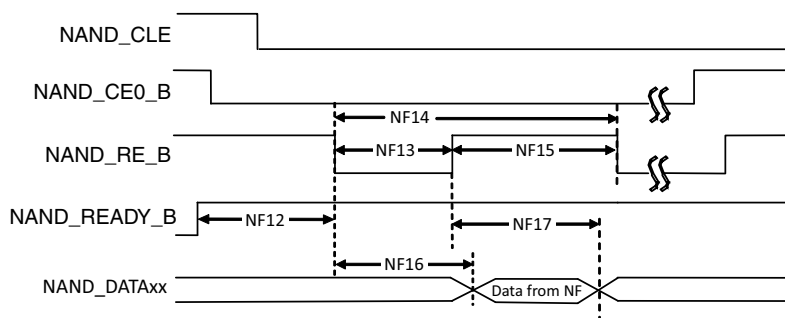 NAND_CLE
NAND_CE0_B
NF14
NAND_RE_B
NF13
NF15
NAND_READY_B
NF12
NF17
NF16
NAND_DATAxx
Data from NF